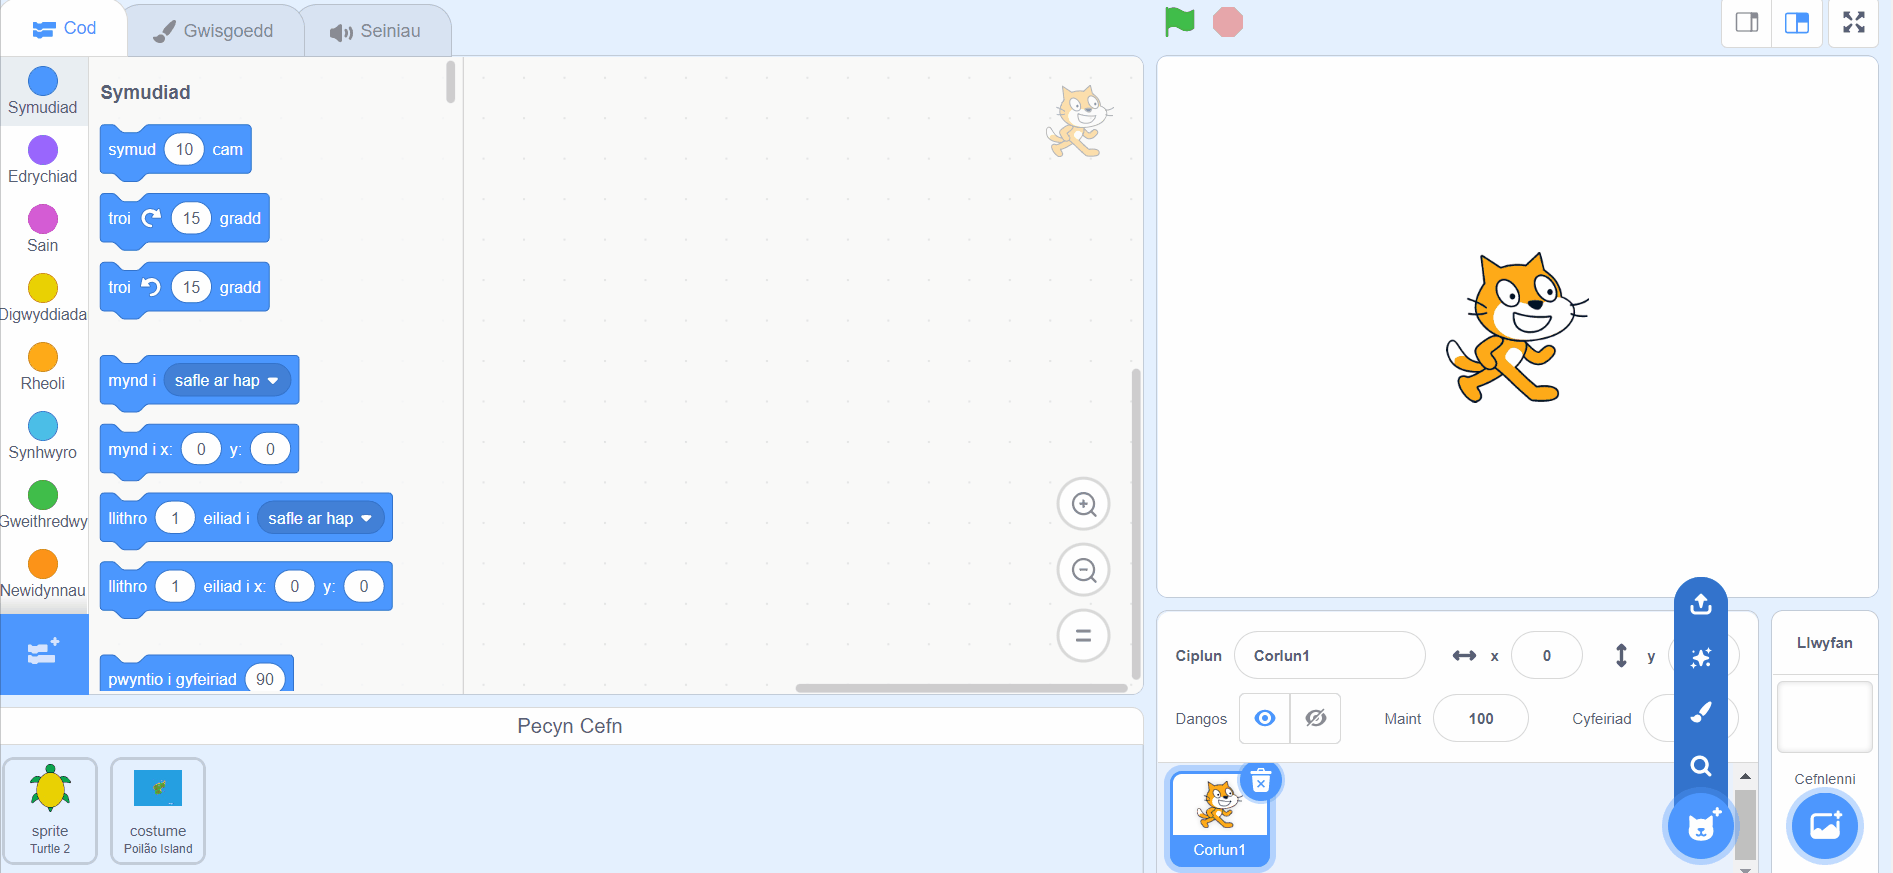 Cod
Gwisgoedd
Seiniau
Symudiad
Edrychiad
Sain
Digwyddiada
Rheoli
Synhwyro
Gweithredwy
Newidynnau
Symudiad
symud 10 cam
troi 15 gradd
troi 15 gradd
mynd i safle ar hap
mynd i x: 0 y: 0
llithro 1 eiliad i safle ar hap
llithro 1 eiliad i x: 0 y: 0
pwyntio i gyfeiriad 90
Pecyn Cefn
sprite
Turtle 2
costume
Poilão Island
Ciplun Corlun1 x 0 y
Dangos Maint 100 Cyfeiriad
Corlun1
Llwyfan
Cefnlenni